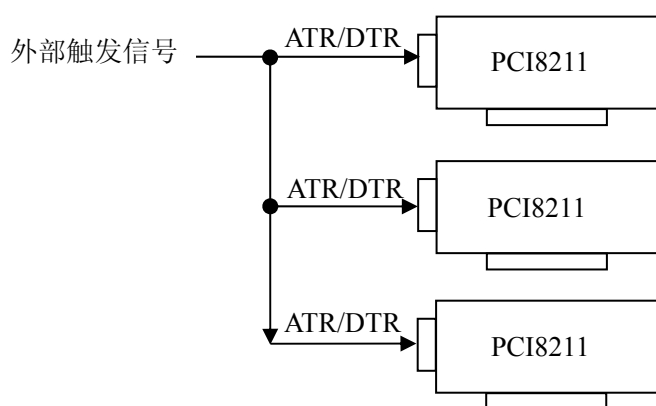 外部触发信号
ATR/DTR
PCI8211
ATR/DTR
PCI8211
ATR/DTR
PCI8211